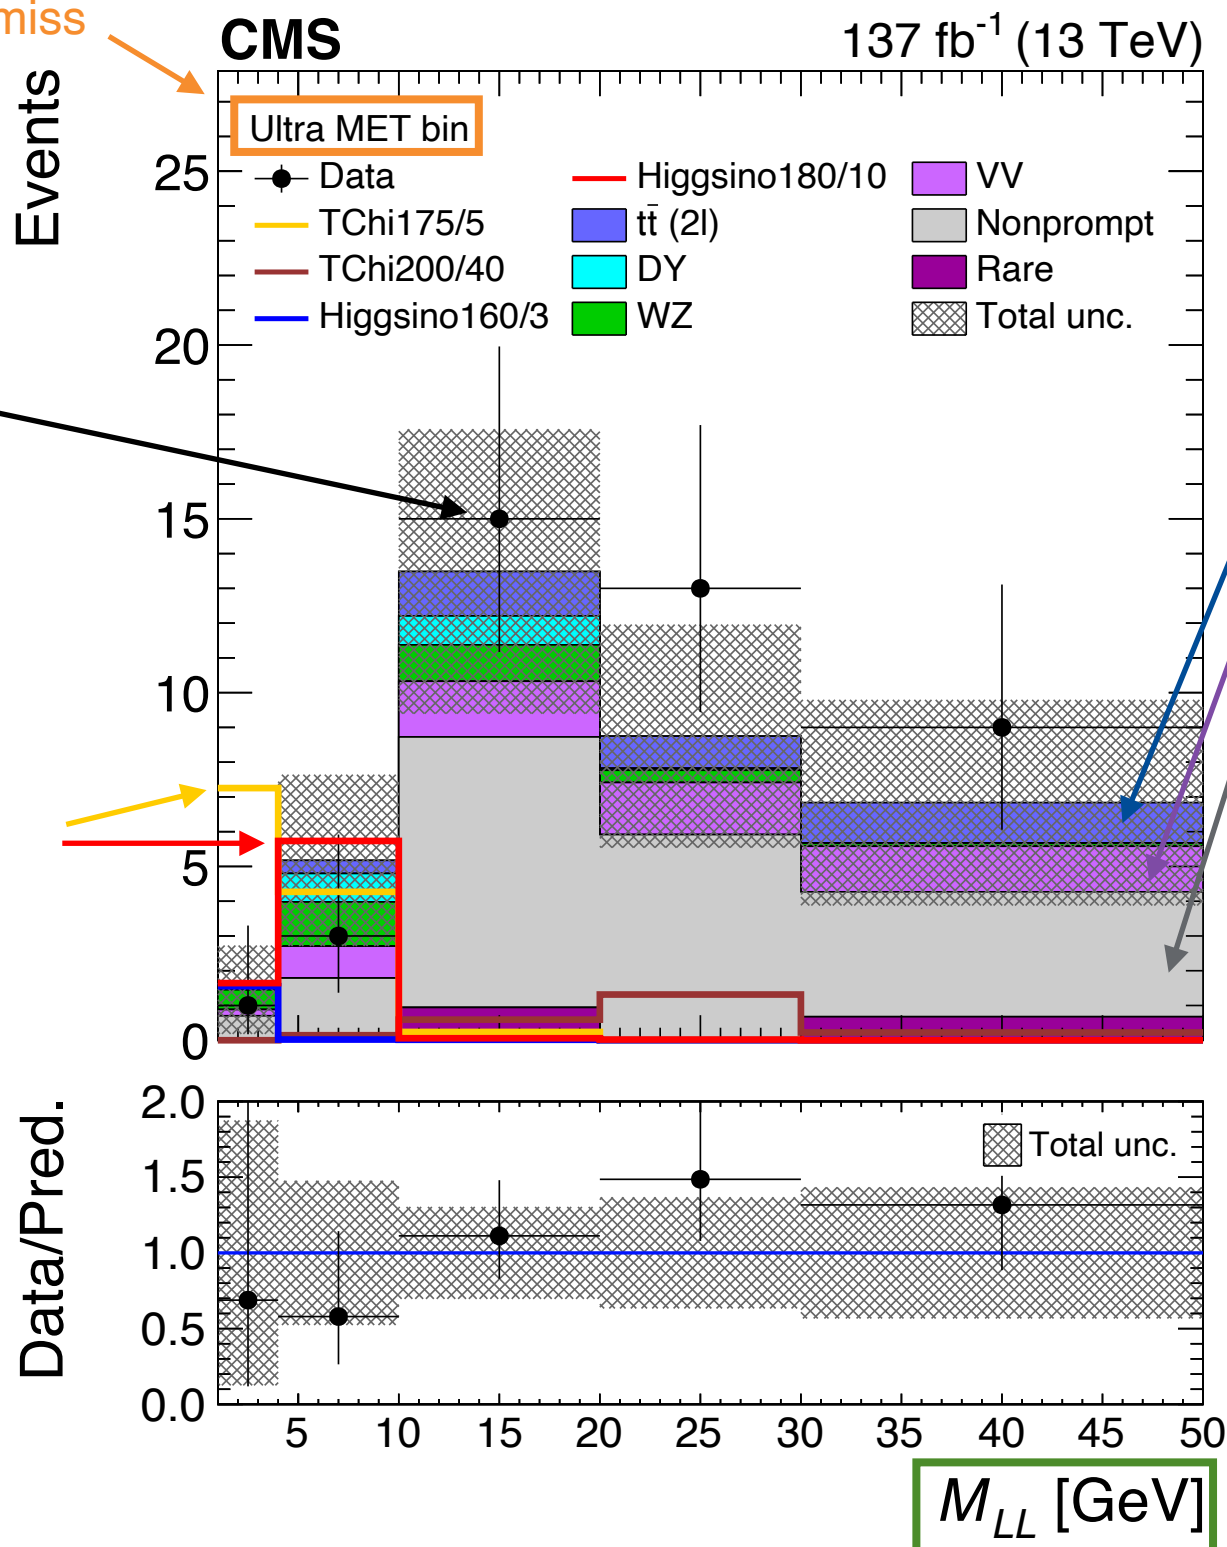 miss
CMS 137 fb⁻¹ (13 TeV)
Events
Ultra MET bin
Data
TChi175/5
TChi200/40
Higgsino160/3
Higgsino180/10
tt̄ (2l)
DY
WZ
VV
Nonprompt
Rare
Total unc.
25
20
15
10
5
0
Data/Pred.
Total unc.
2.0
1.5
1.0
0.5
0.0
5 10 15 20 25 30 35 40 45 50
M_LL [GeV]